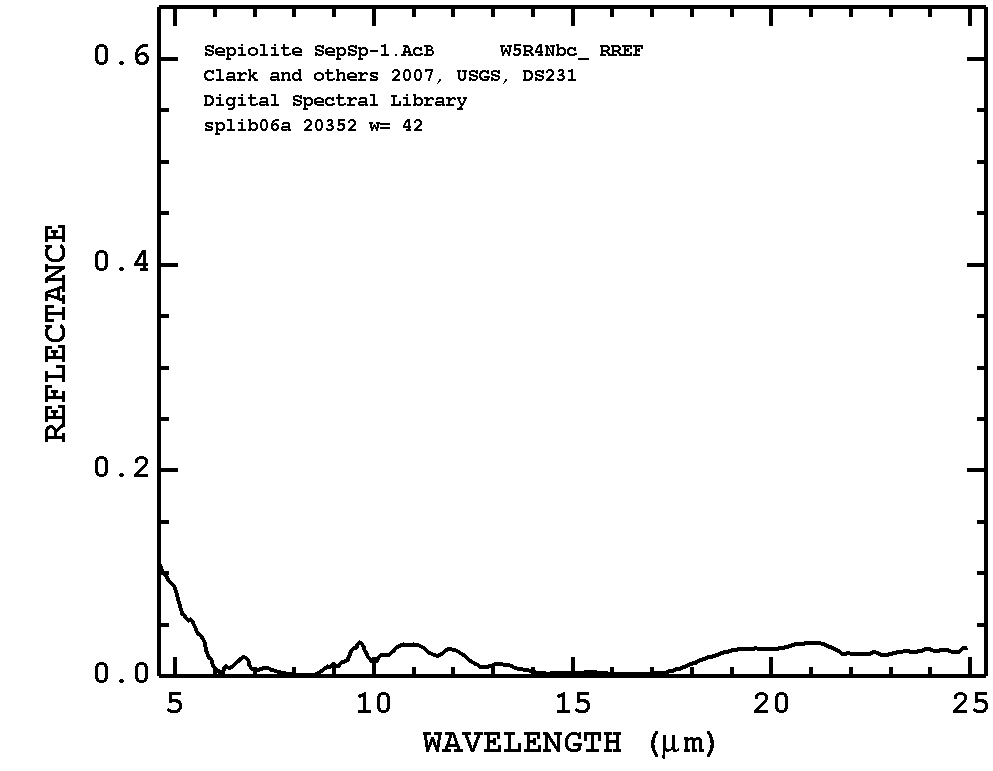 Sepiolite SepSp-1.AcB W5R4Nbc_ RREF
Clark and others 2007, USGS, DS231
Digital Spectral Library
splib06a 20352 w= 42
REFLECTANCE
0.6
0.4
0.2
0.0
5 10 15 20 25
WAVELENGTH (μm)